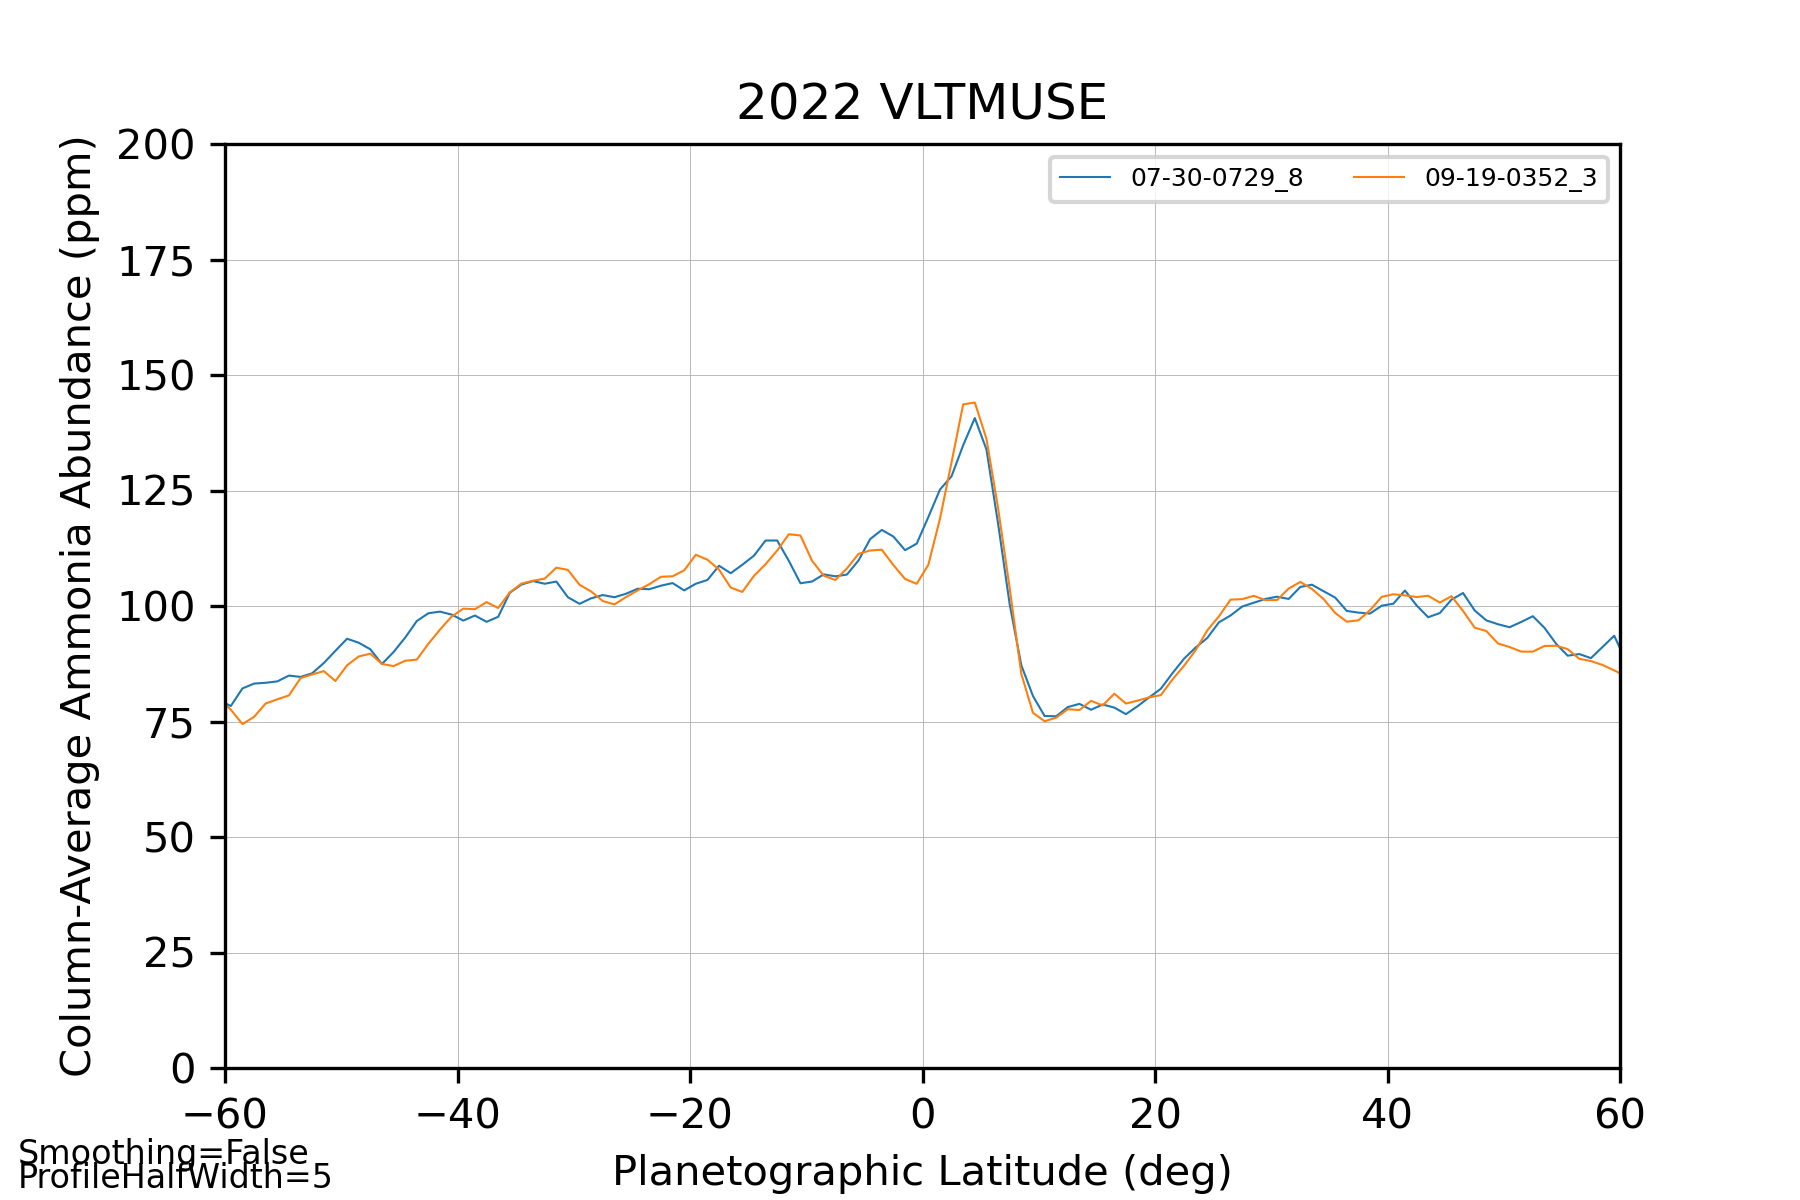 2022 VLTMUSE
07-30-0729_8
09-19-0352_3
Column-Average Ammonia Abundance (ppm)
200
175
150
125
100
75
50
25
0
−60 −40 −20 0 20 40 60
Planetographic Latitude (deg)
Smoothing=False
ProfileHalfWidth=5